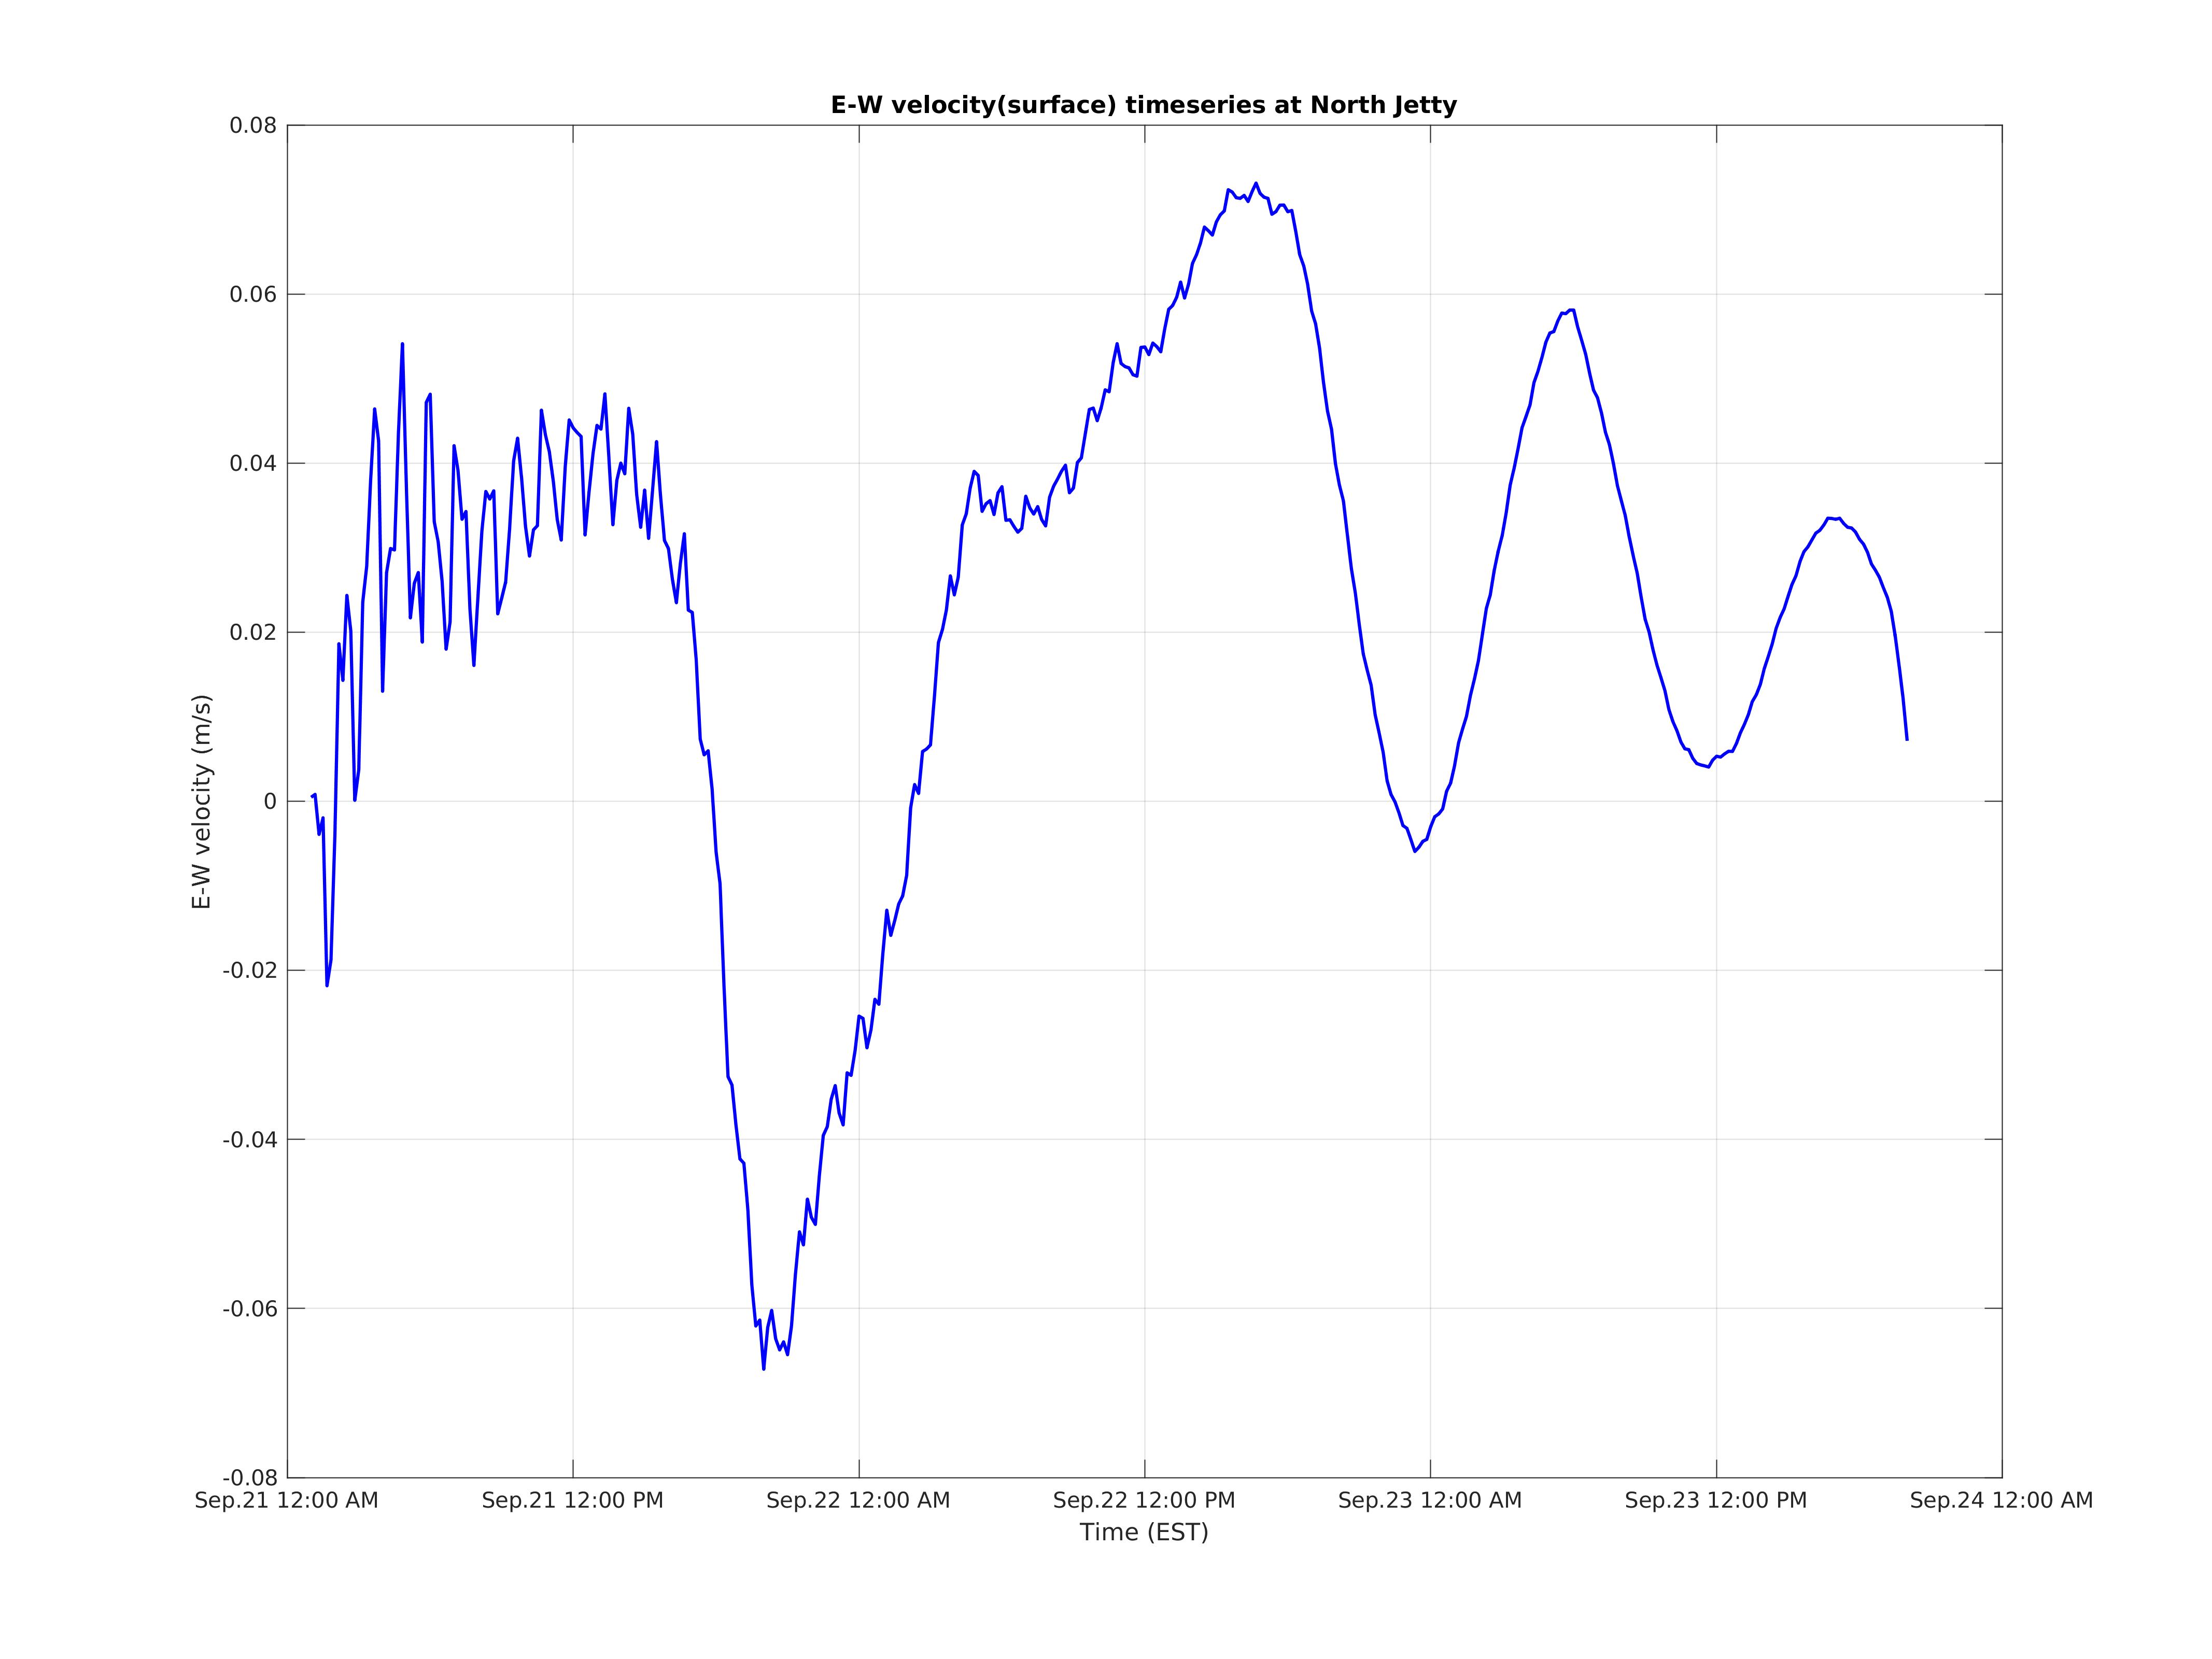 E-W velocity(surface) timeseries at North Jetty
0.08
0.06
0.04
0.02
0
-0.02
-0.04
-0.06
-0.08
E-W velocity (m/s)
Sep.21 12:00 AM Sep.21 12:00 PM Sep.22 12:00 AM Sep.22 12:00 PM Sep.23 12:00 AM Sep.23 12:00 PM Sep.24 12:00 AM
Time (EST)